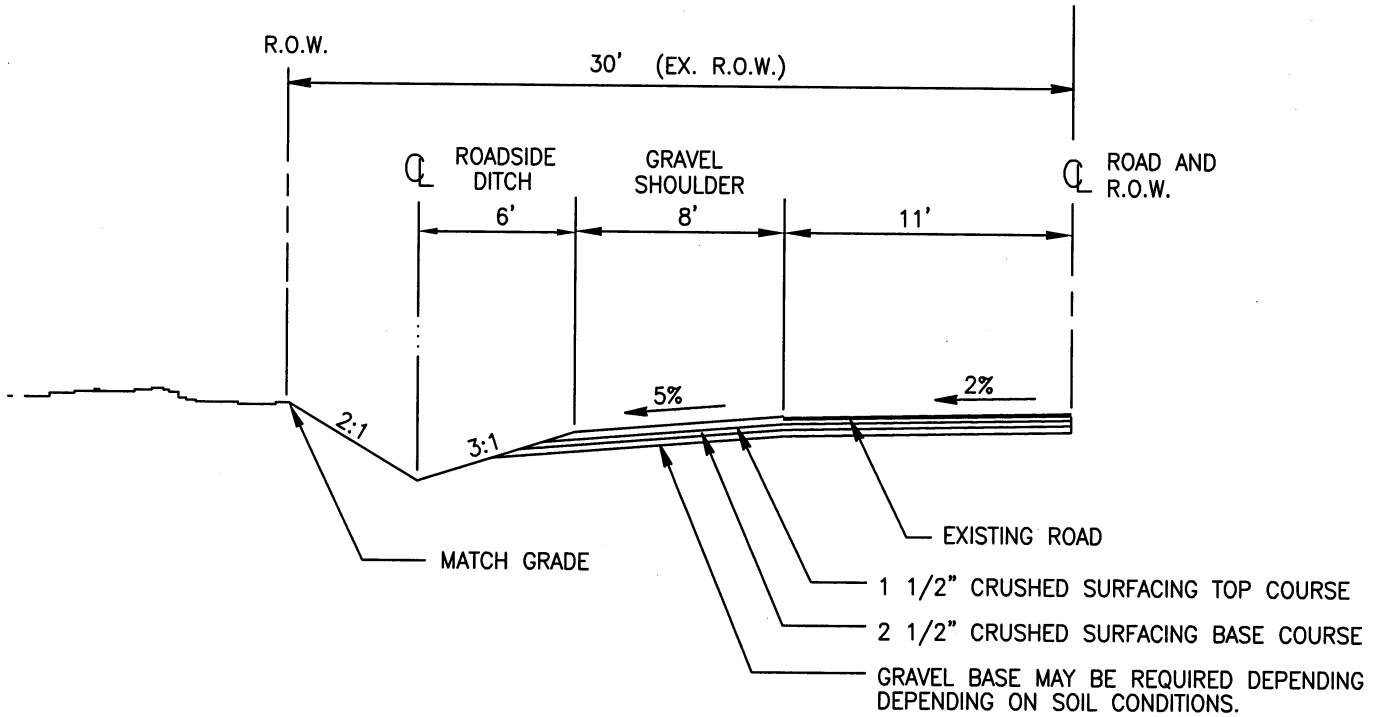 R.O.W.
30' (EX. R.O.W.)
℄ ROADSIDE
DITCH
GRAVEL
SHOULDER
℄ ROAD AND
R.O.W.
6'
8'
11'
2:1
3:1
5%
2%
MATCH GRADE
EXISTING ROAD
1 1/2" CRUSHED SURFACING TOP COURSE
2 1/2" CRUSHED SURFACING BASE COURSE
GRAVEL BASE MAY BE REQUIRED DEPENDING
DEPENDING ON SOIL CONDITIONS.